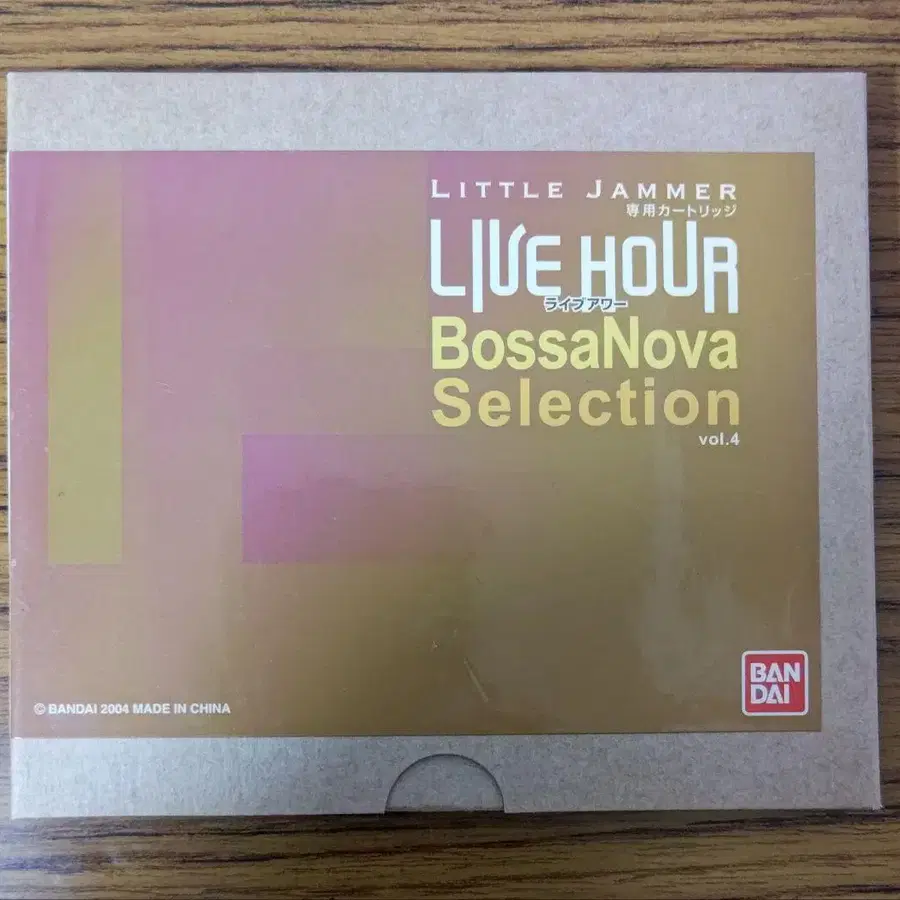 LITTLE JAMMER
専用カートリッジ
LIVE HOUR
ライブアワー
BossaNova
Selection
vol.4
BAN
DAI
© BANDAI 2004 MADE IN CHINA